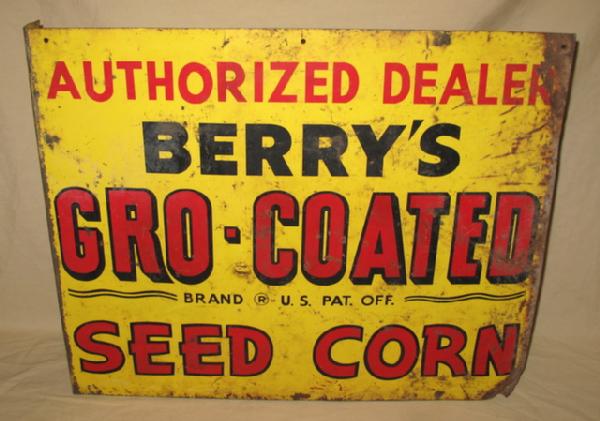 AUTHORIZED DEALER
BERRY'S
GRO-COATED
BRAND ® U.S. PAT. OFF.
SEED CORN